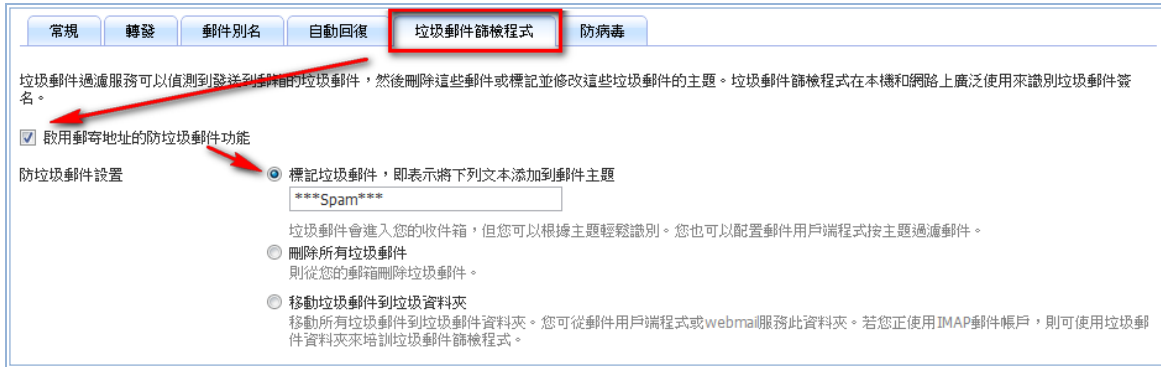 常規 轉發 郵件別名 自動回復 垃圾郵件篩檢程式 防病毒
垃圾郵件過濾服務可以偵測到發送到郵箱的垃圾郵件，然後刪除這些郵件或標記並修改這些垃圾郵件的主題。垃圾郵件篩檢程式在本機和網路上廣泛使用來識別垃圾郵件簽
名。
啟用郵寄地址的防垃圾郵件功能
防垃圾郵件設置
標記垃圾郵件，即表示將下列文本添加到郵件主題
***Spam***
垃圾郵件會進入您的收件箱，但您可以根據主題輕鬆識別。您也可以配置郵件用戶端程式按主題過濾郵件。
刪除所有垃圾郵件
則從您的郵箱刪除垃圾郵件。
移動垃圾郵件到垃圾資料夾
移動所有垃圾郵件到垃圾郵件資料夾。您可從郵件用戶端程式或webmail服務此資料夾。若您正使用IMAP郵件帳戶，則可使用垃圾郵
件資料夾來培訓垃圾郵件篩檢程式。